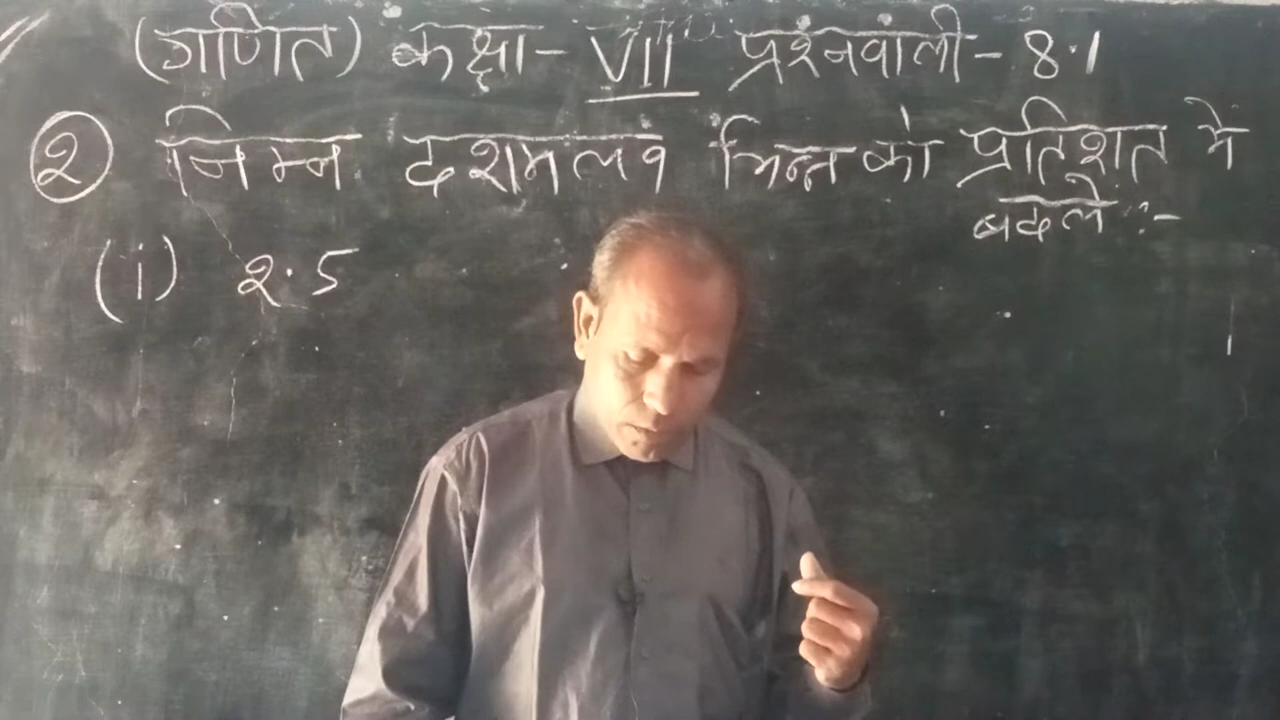 (गणित) कक्षा - VII प्रश्नवाली - 8.1
② निम्न दशमलव भिन्न को प्रतिशत मे
बदले :-
(i) 2.5